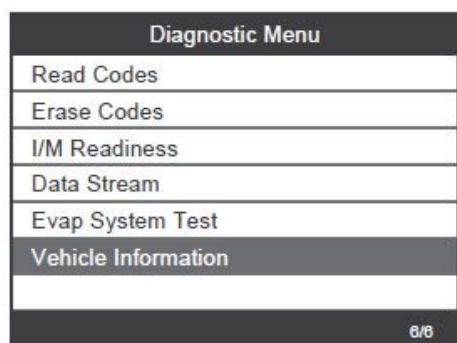 Diagnostic Menu
Read Codes
Erase Codes
I/M Readiness
Data Stream
Evap System Test
Vehicle Information
6/6